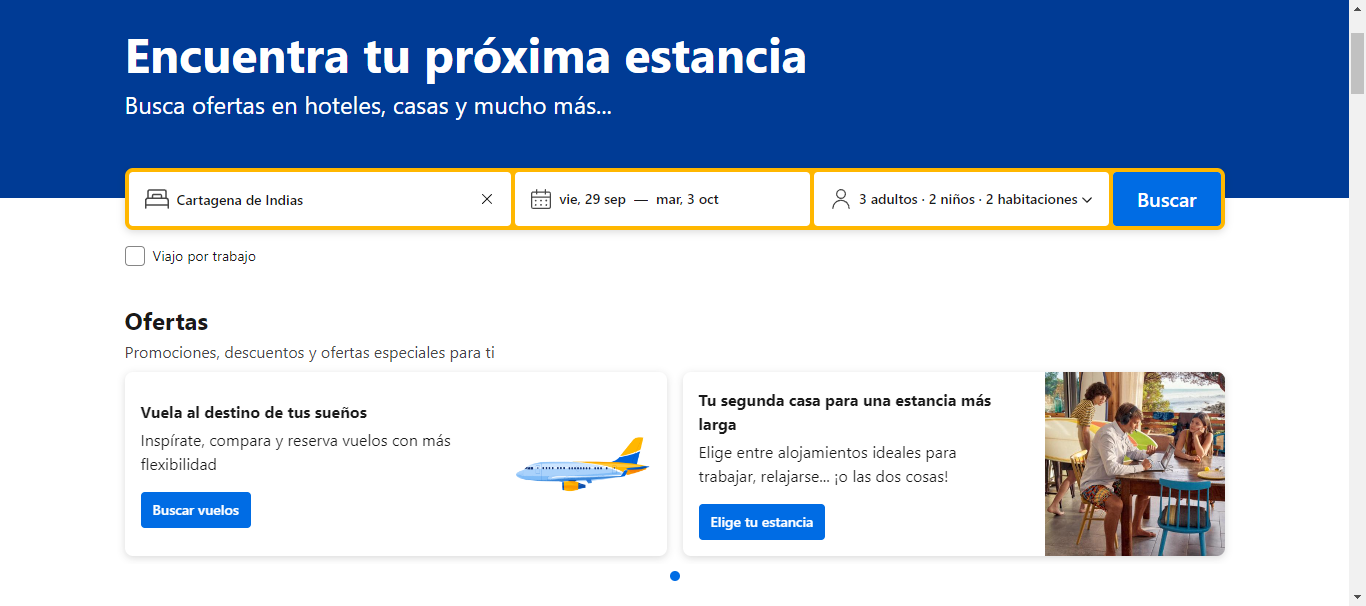 Encuentra tu próxima estancia
Busca ofertas en hoteles, casas y mucho más...
Cartagena de Indias
vie, 29 sep — mar, 3 oct
3 adultos · 2 niños · 2 habitaciones
Buscar
Viajo por trabajo
Ofertas
Promociones, descuentos y ofertas especiales para ti
Vuela al destino de tus sueños
Inspírate, compara y reserva vuelos con más
flexibilidad
Buscar vuelos
Tu segunda casa para una estancia más
larga
Elige entre alojamientos ideales para
trabajar, relajarse... ¡o las dos cosas!
Elige tu estancia